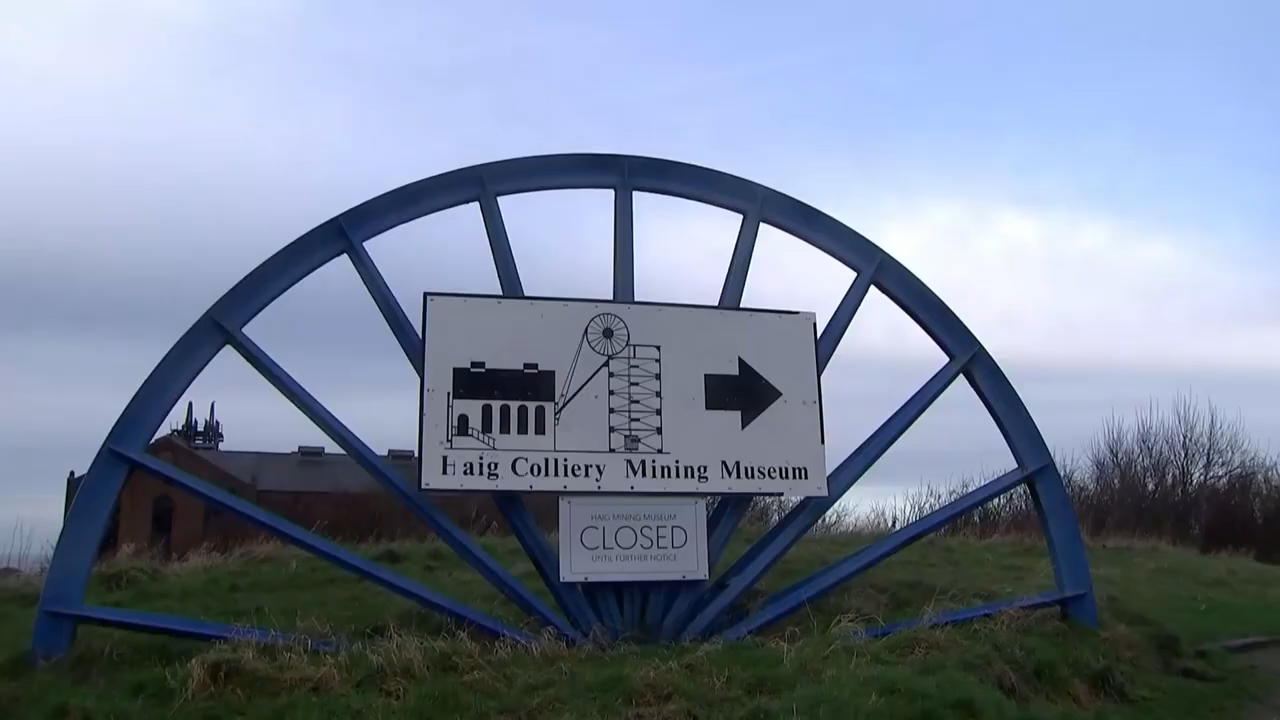 Haig Colliery Mining Museum
HAIG MINING MUSEUM
CLOSED
UNTIL FURTHER NOTICE